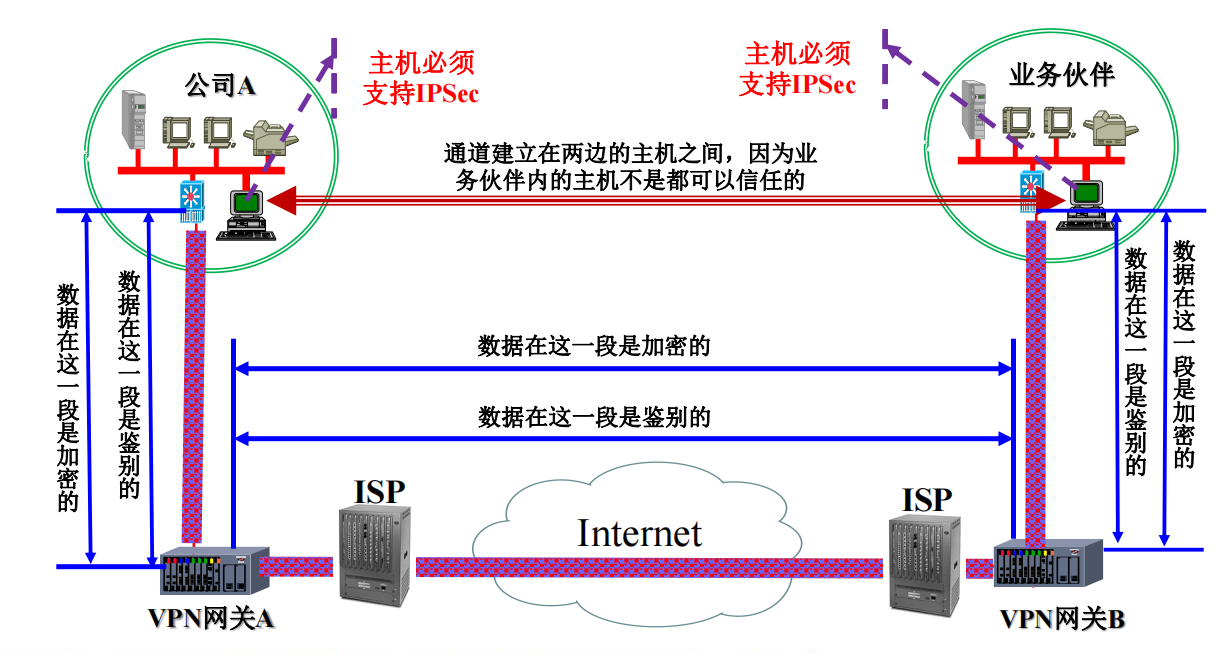 公司A
主机必须
支持IPSec
主机必须
支持IPSec
业务伙伴
通道建立在两边的主机之间，因为业
务伙伴内的主机不是都可以信任的
数据在这一段是加密的
数据在这一段是鉴别的
数据在这一段是加密的
数据在这一段是鉴别的
数据在这一段是鉴别的
数据在这一段是加密的
ISP
Internet
ISP
VPN网关A
VPN网关B